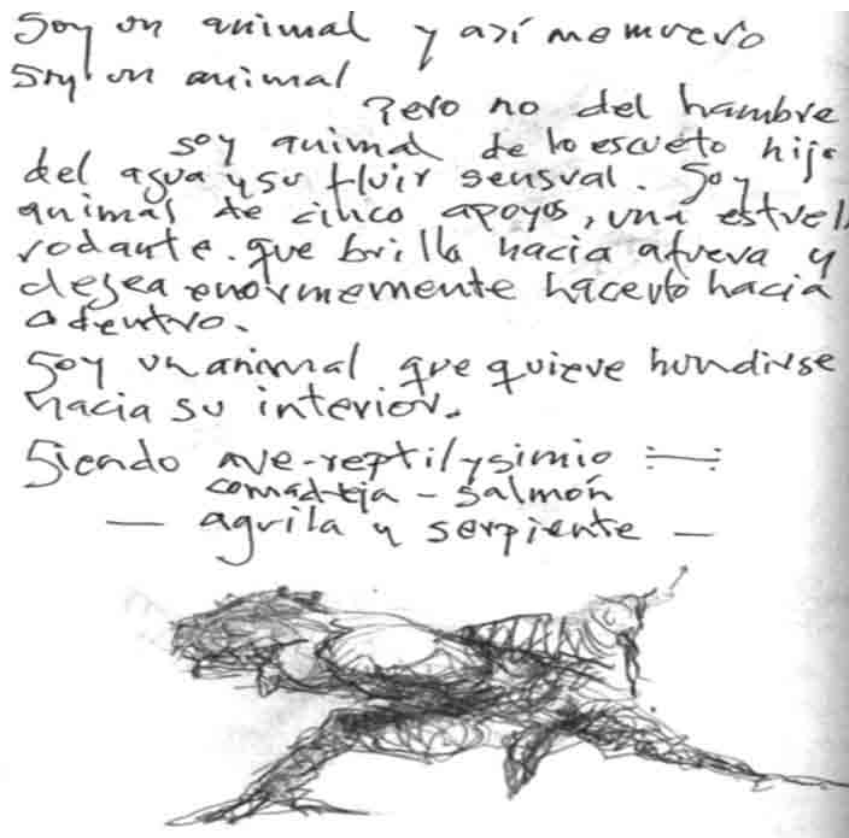 Soy un animal y así me muevo
Soy un animal
Pero no del hambre
soy animal de lo escueto hijo
del agua y su fluir sensual. Soy
animal de cinco apoyos, una estrell
rodante. que brilla hacia afuera y
desea enormemente hacerlo hacia
adentro.
Soy un animal que quiere hundirse
hacia su interior.
Siendo ave-reptil y simio
comadreja - salmón
— aguila y serpiente —